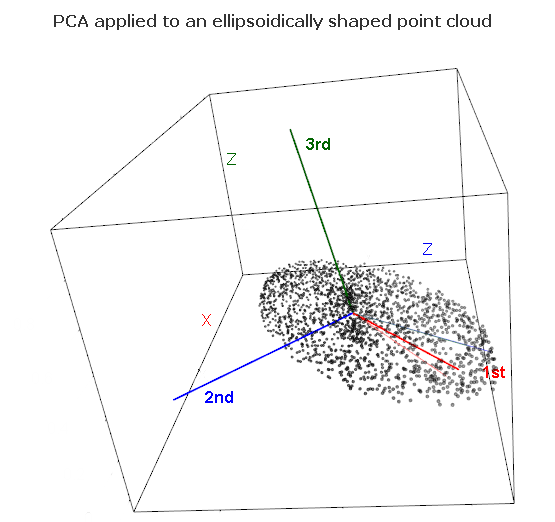 PCA applied to an ellipsoidically shaped point cloud
3rd
Z
Z
X
1st
2nd